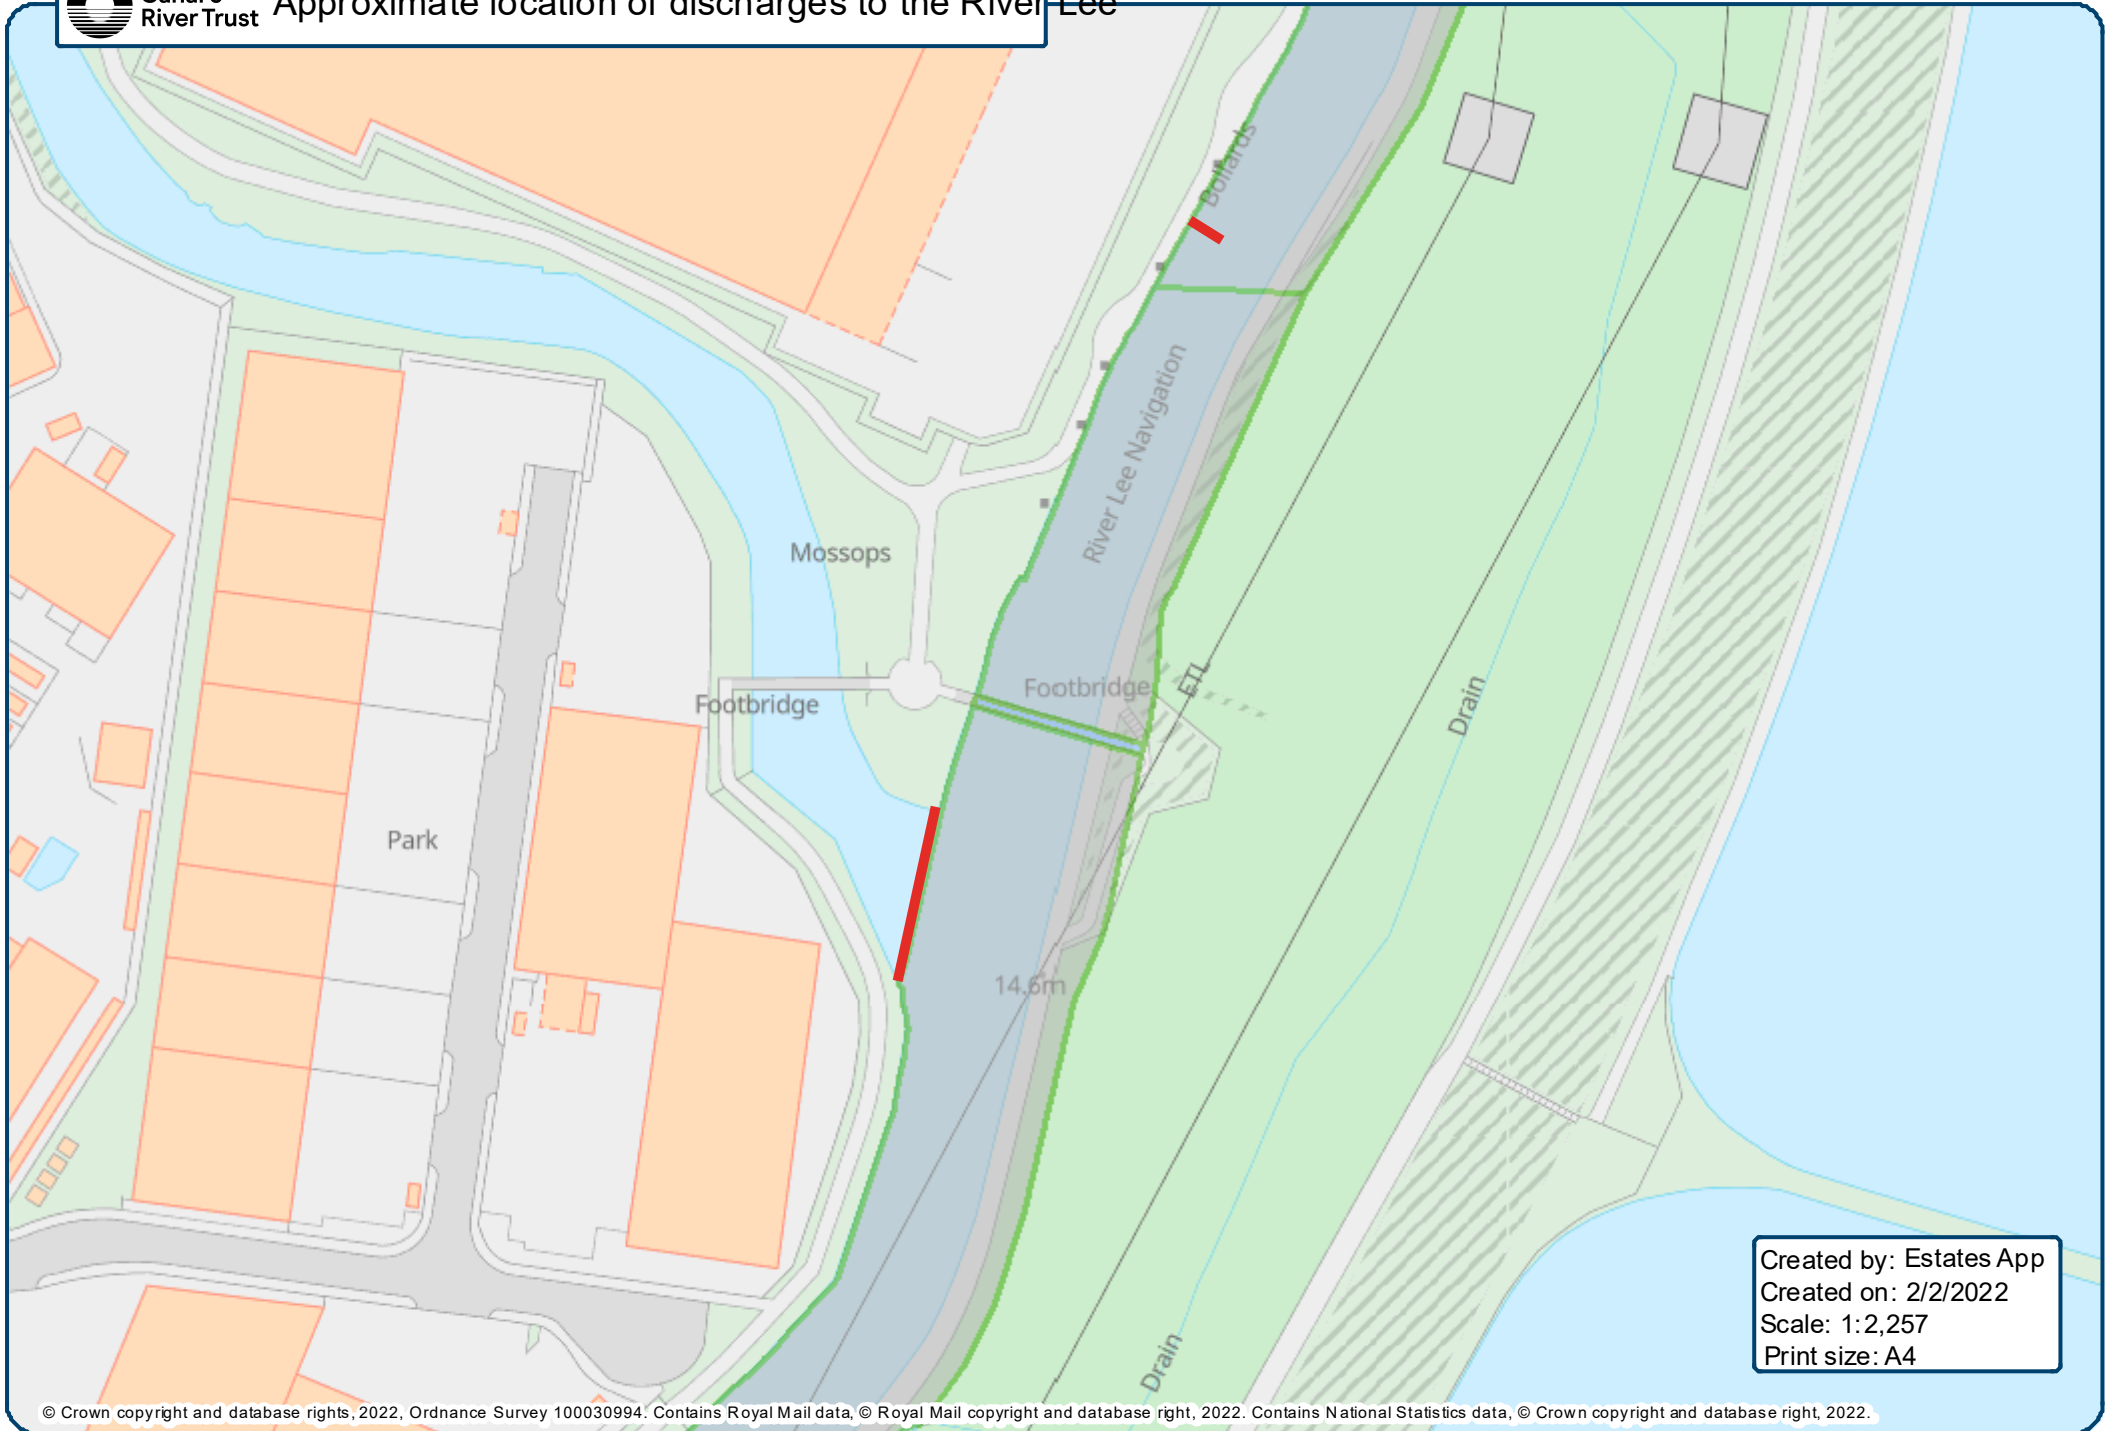 River Trust
Approximate location of discharges to the River Lee
Bollards
River Lee Navigation
Mossops
Footbridge
Footbridge
ETL
Drain
Park
14.6m
Drain
Created by: Estates App
Created on: 2/2/2022
Scale: 1:2,257
Print size: A4
© Crown copyright and database rights, 2022, Ordnance Survey 100030994. Contains Royal Mail data, © Royal Mail copyright and database right, 2022. Contains National Statistics data, © Crown copyright and database right, 2022.